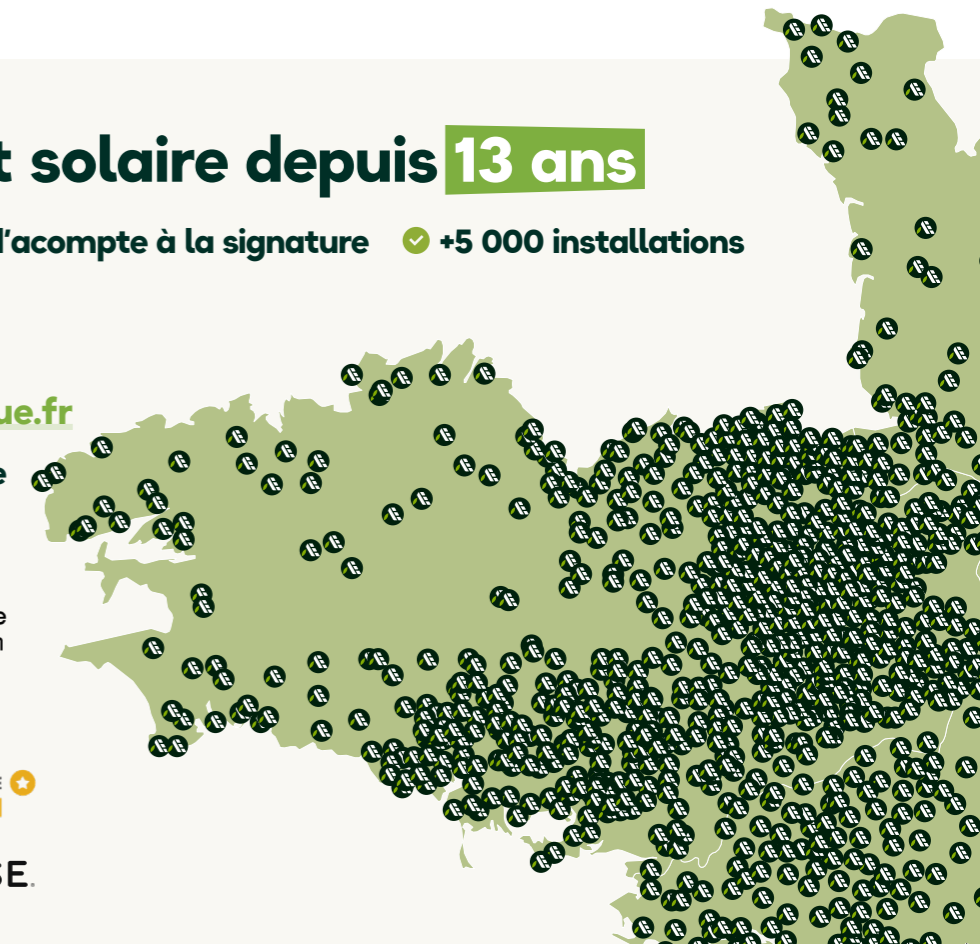 t solaire depuis 13 ans
l'acompte à la signature +5 000 installations
ue.fr
e
e
n
E
SE.